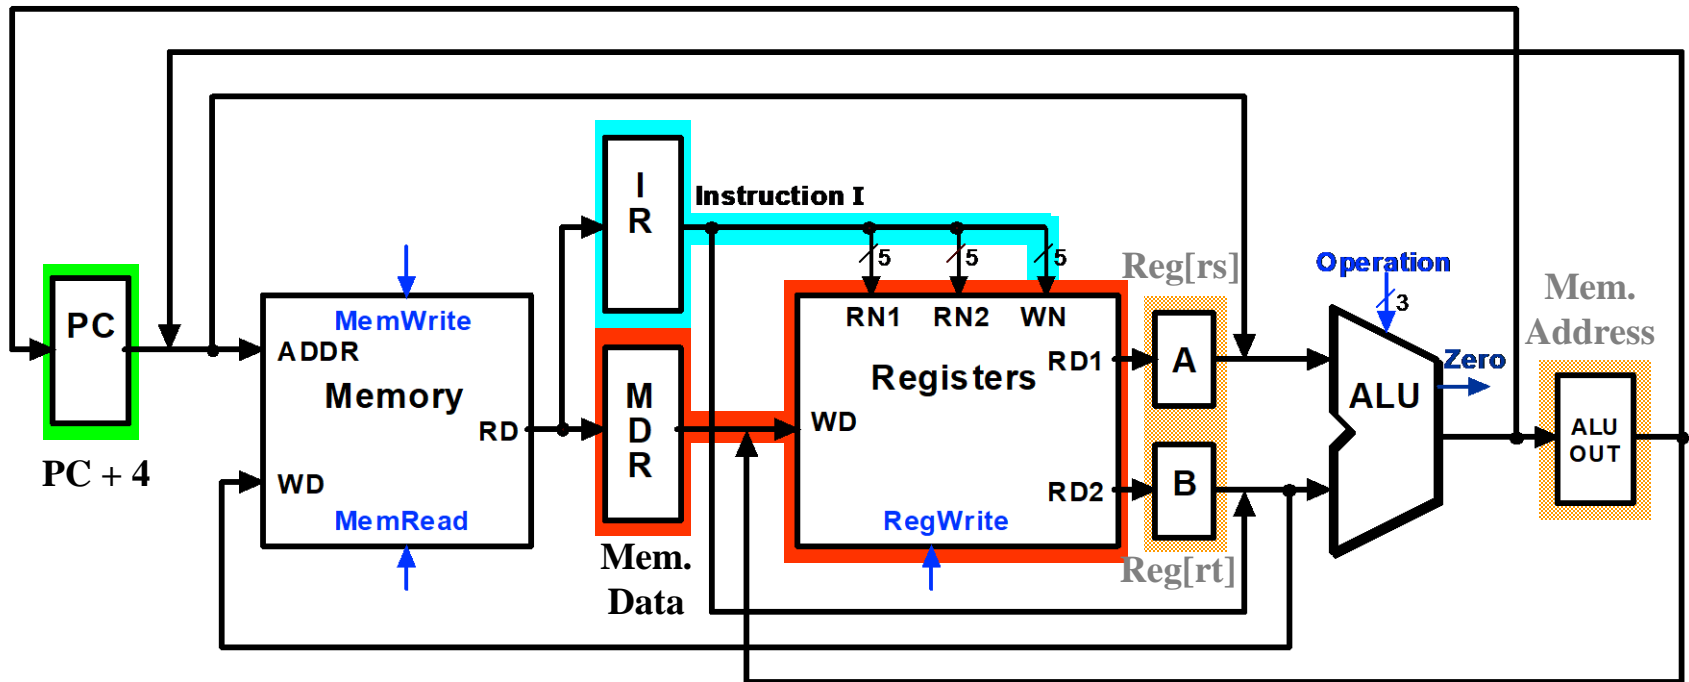 I
R
Instruction I
5
5
5
Reg[rs]
Operation
3
Mem.
Address
PC
MemWrite
ADDR
Memory
RD
MemRead
WD
PC + 4
M
D
R
Mem.
Data
RN1 RN2 WN
Registers
RD1
WD
RD2
RegWrite
A
B
Reg[rt]
ALU
Zero
ALU
OUT